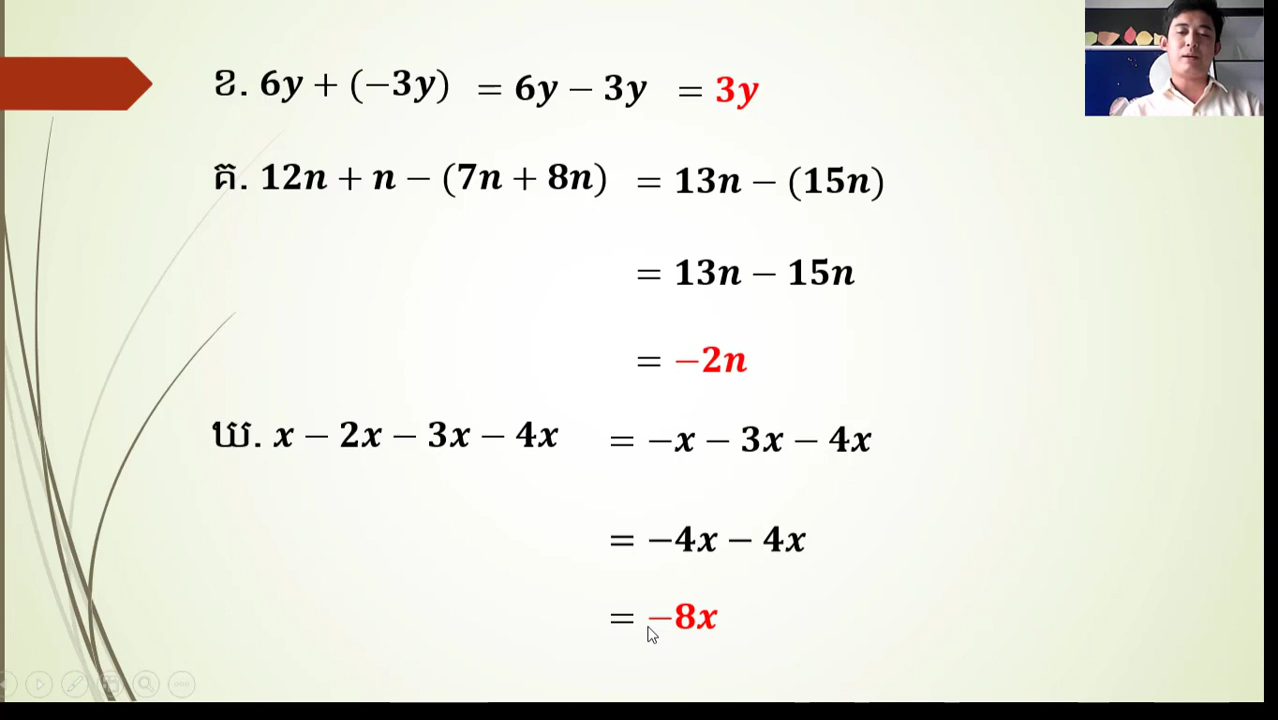 ខ. 6y + (−3y) = 6y − 3y = 3y
គ. 12n + n − (7n + 8n) = 13n − (15n)
= 13n − 15n
= −2n
ឃ. x − 2x − 3x − 4x = −x − 3x − 4x
= −4x − 4x
= −8x